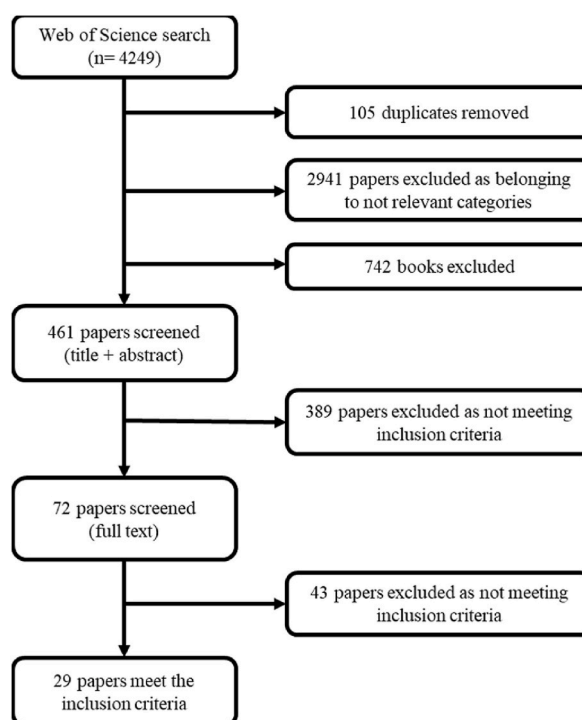 Web of Science search
(n= 4249)
105 duplicates removed
2941 papers excluded as belonging
to not relevant categories
742 books excluded
461 papers screened
(title + abstract)
389 papers excluded as not meeting
inclusion criteria
72 papers screened
(full text)
43 papers excluded as not meeting
inclusion criteria
29 papers meet the
inclusion criteria